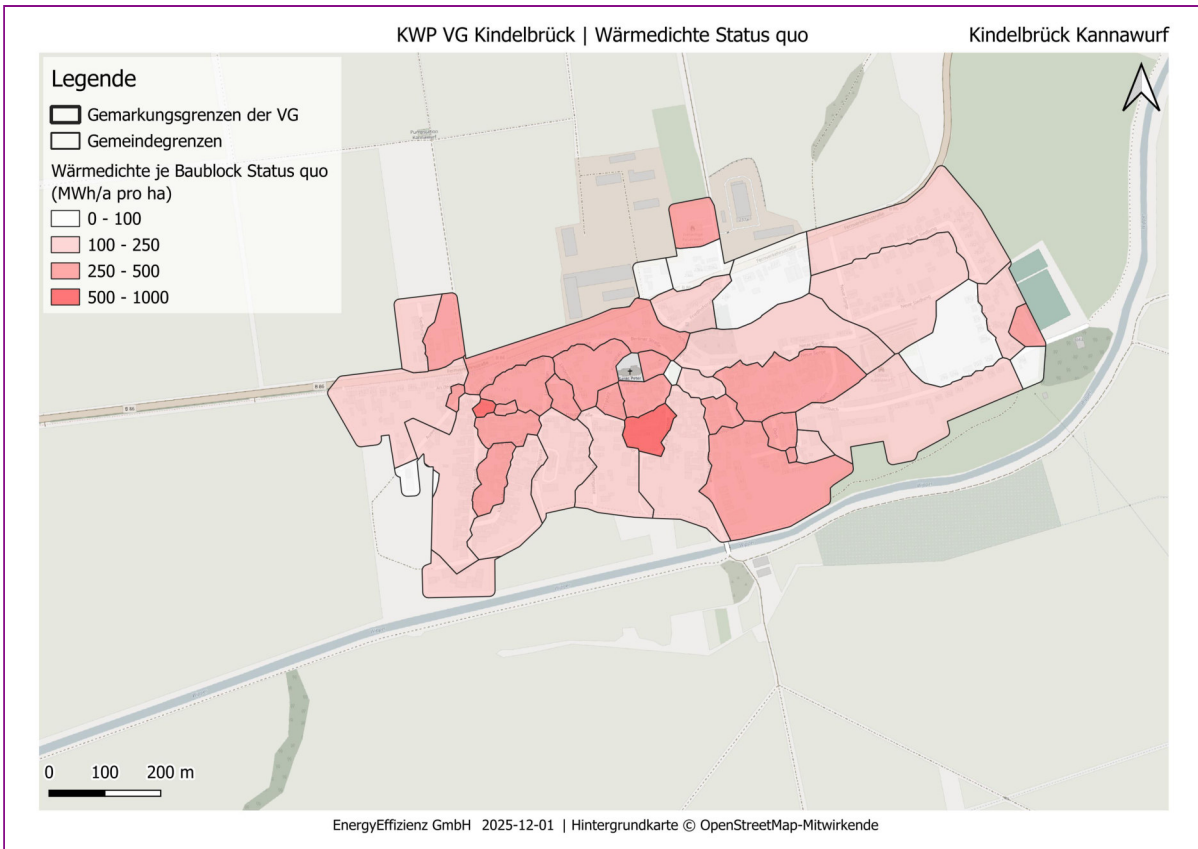 KWP VG Kindelbrück | Wärmedichte Status quo
Kindelbrück Kannawurf
Legende
Gemarkungsgrenzen der VG
Gemeindegrenzen
Wärmedichte je Baublock Status quo
(MWh/a pro ha)
0 - 100
100 - 250
250 - 500
500 - 1000
B 86
B 86
0 100 200 m
EnergyEffizienz GmbH 2025-12-01 | Hintergrundkarte © OpenStreetMap-Mitwirkende